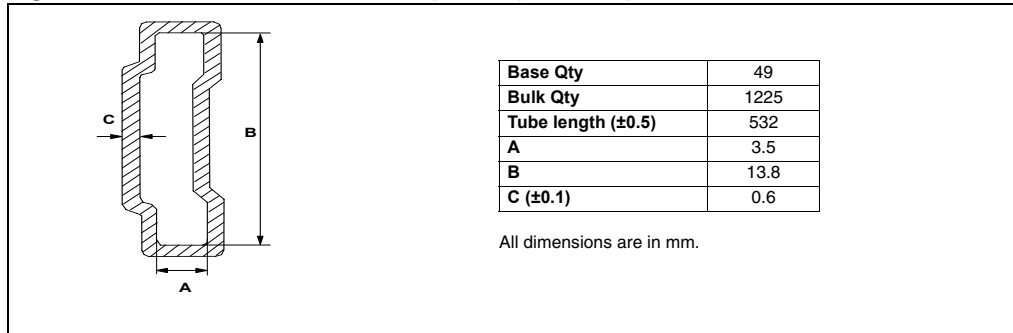 C
B
A
Base Qty 49
Bulk Qty 1225
Tube length (±0.5) 532
A 3.5
B 13.8
C (±0.1) 0.6
All dimensions are in mm.